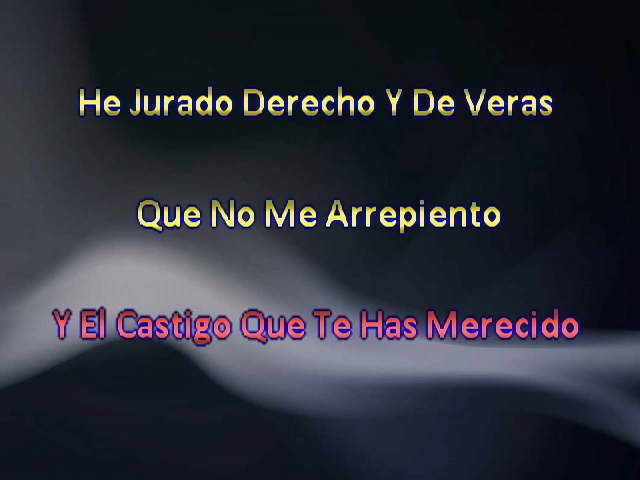 He Jurado Derecho Y De Veras
Que No Me Arrepiento
Y El Castigo Que Te Has Merecido